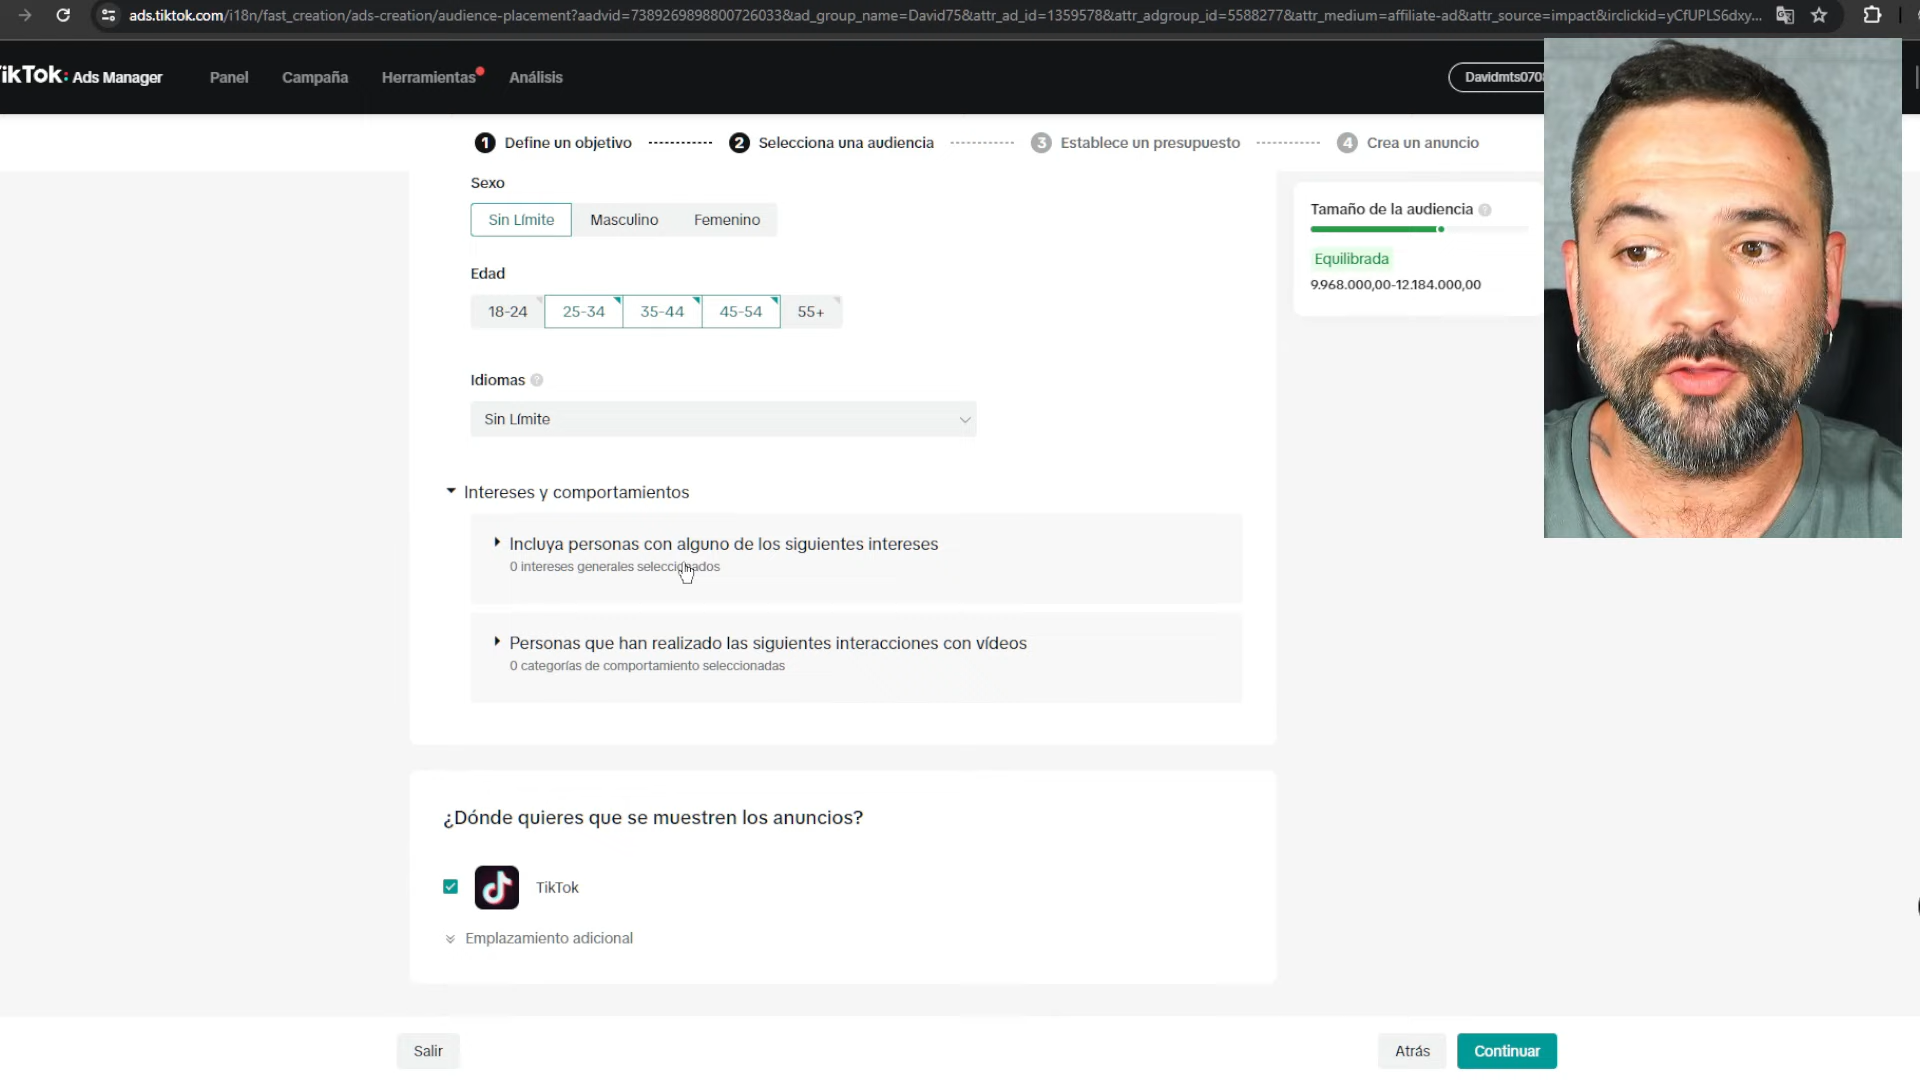 ads.tiktok.com/i18n/fast_creation/ads-creation/audience-placement?aadvid=7389269898800726033&ad_group_name=David75&attr_ad_id=1359578&attr_adgroup_id=5588277&attr_medium=affiliate-ad&attr_source=impact&irclickid=yCfUPLS6dxy...
ikTok: Ads Manager
Panel
Campaña
Herramientas
Análisis
Davidmts070
1 Define un objetivo
2 Selecciona una audiencia
3 Establece un presupuesto
4 Crea un anuncio
Sexo
Sin Límite
Masculino
Femenino
Tamaño de la audiencia
Equilibrada
9.968.000,00-12.184.000,00
Edad
18-24
25-34
35-44
45-54
55+
Idiomas
Sin Límite
Intereses y comportamientos
Incluya personas con alguno de los siguientes intereses
0 intereses generales seleccionados
Personas que han realizado las siguientes interacciones con vídeos
0 categorías de comportamiento seleccionadas
¿Dónde quieres que se muestren los anuncios?
TikTok
Emplazamiento adicional
Salir
Atrás
Continuar